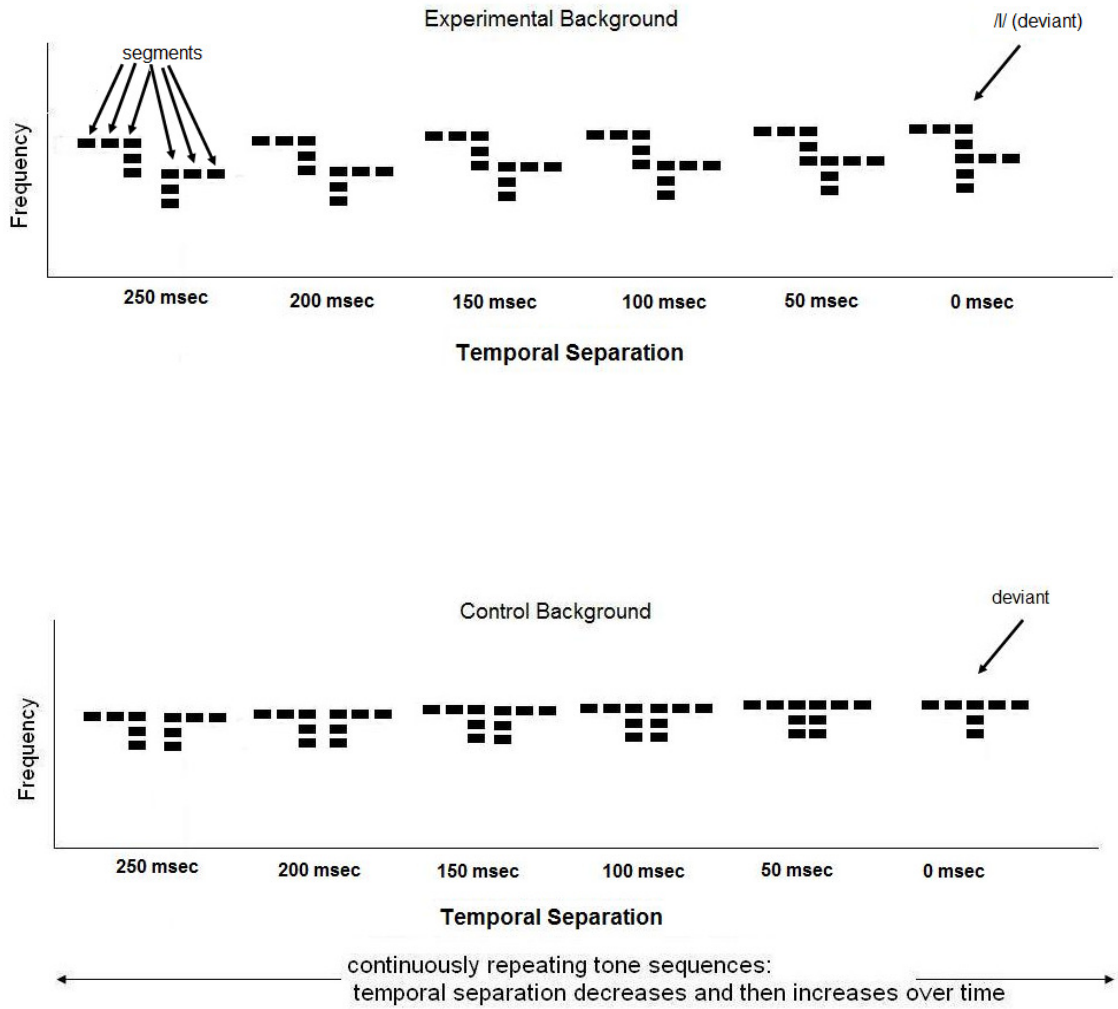 Experimental Background
/I/ (deviant)
segments
Frequency
250 msec
200 msec
150 msec
100 msec
50 msec
0 msec
Temporal Separation
Control Background
deviant
Frequency
250 msec
200 msec
150 msec
100 msec
50 msec
0 msec
Temporal Separation
continuously repeating tone sequences:
temporal separation decreases and then increases over time